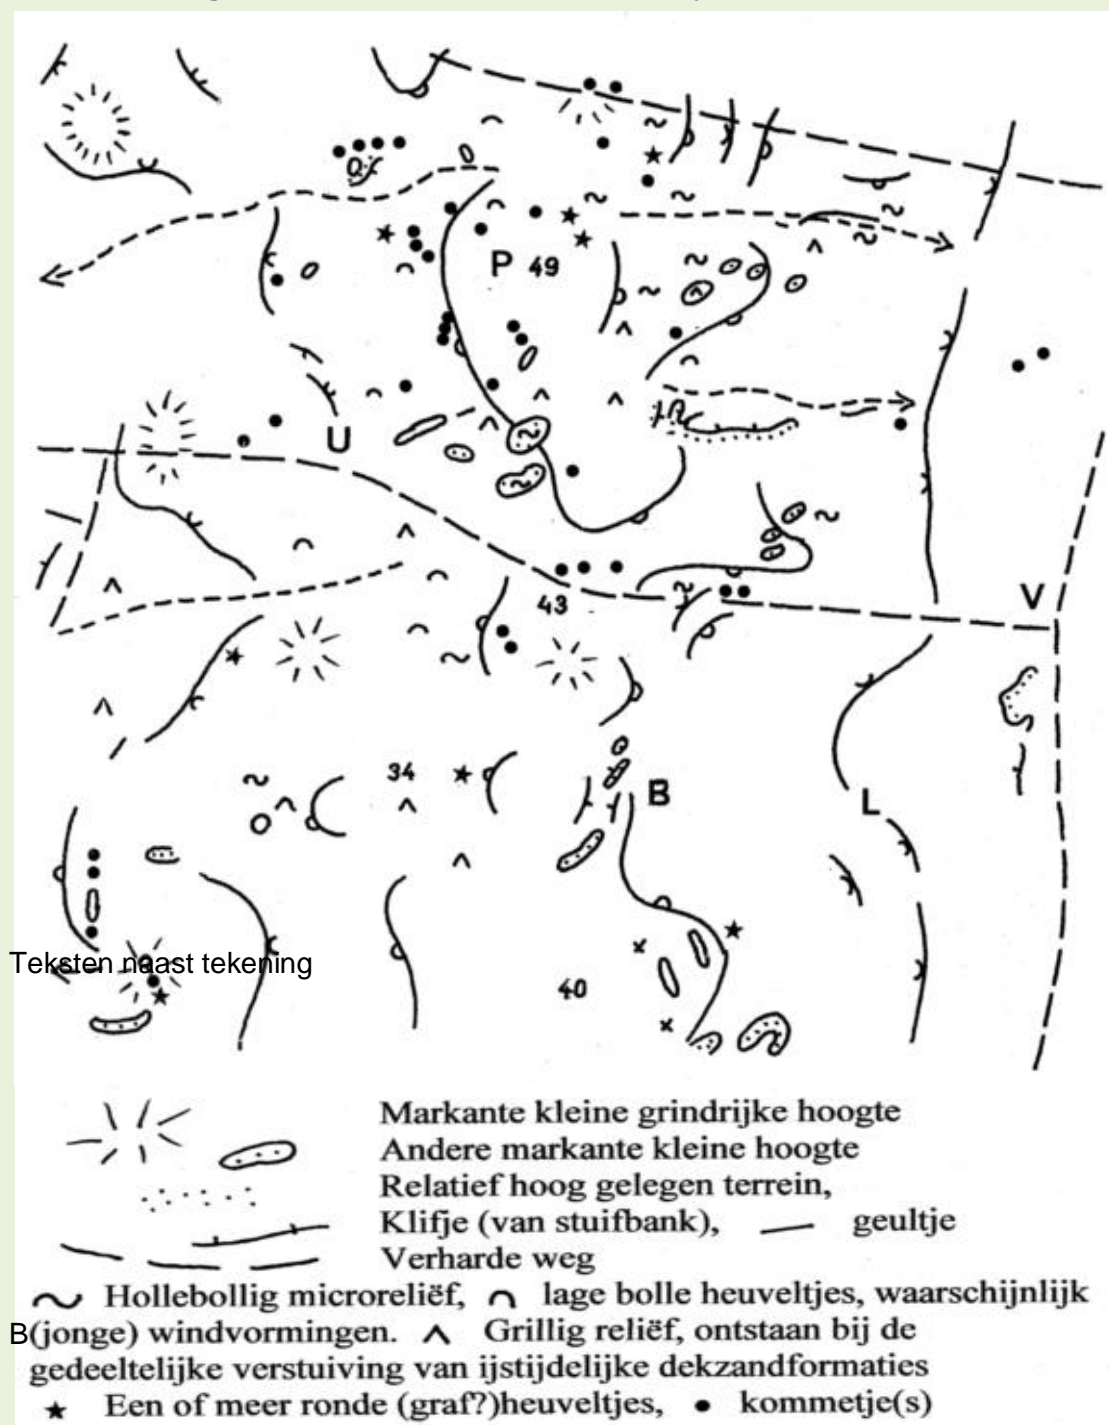 P 49
U
43
V
34
B
L
Teksten naast tekening
40
Markante kleine grindrijke hoogte
Andere markante kleine hoogte
Relatief hoog gelegen terrein,
Klifje (van stuifbank), geultje
Verharde weg
Hollebollig microreliëf, lage bolle heuveltjes, waarschijnlijk
B(jonge) windvormingen. Grillig reliëf, ontstaan bij de
gedeeltelijke verstuiving van ijstijdelijke dekzandformaties
Een of meer ronde (graf?)heuveltjes, kommetje(s)